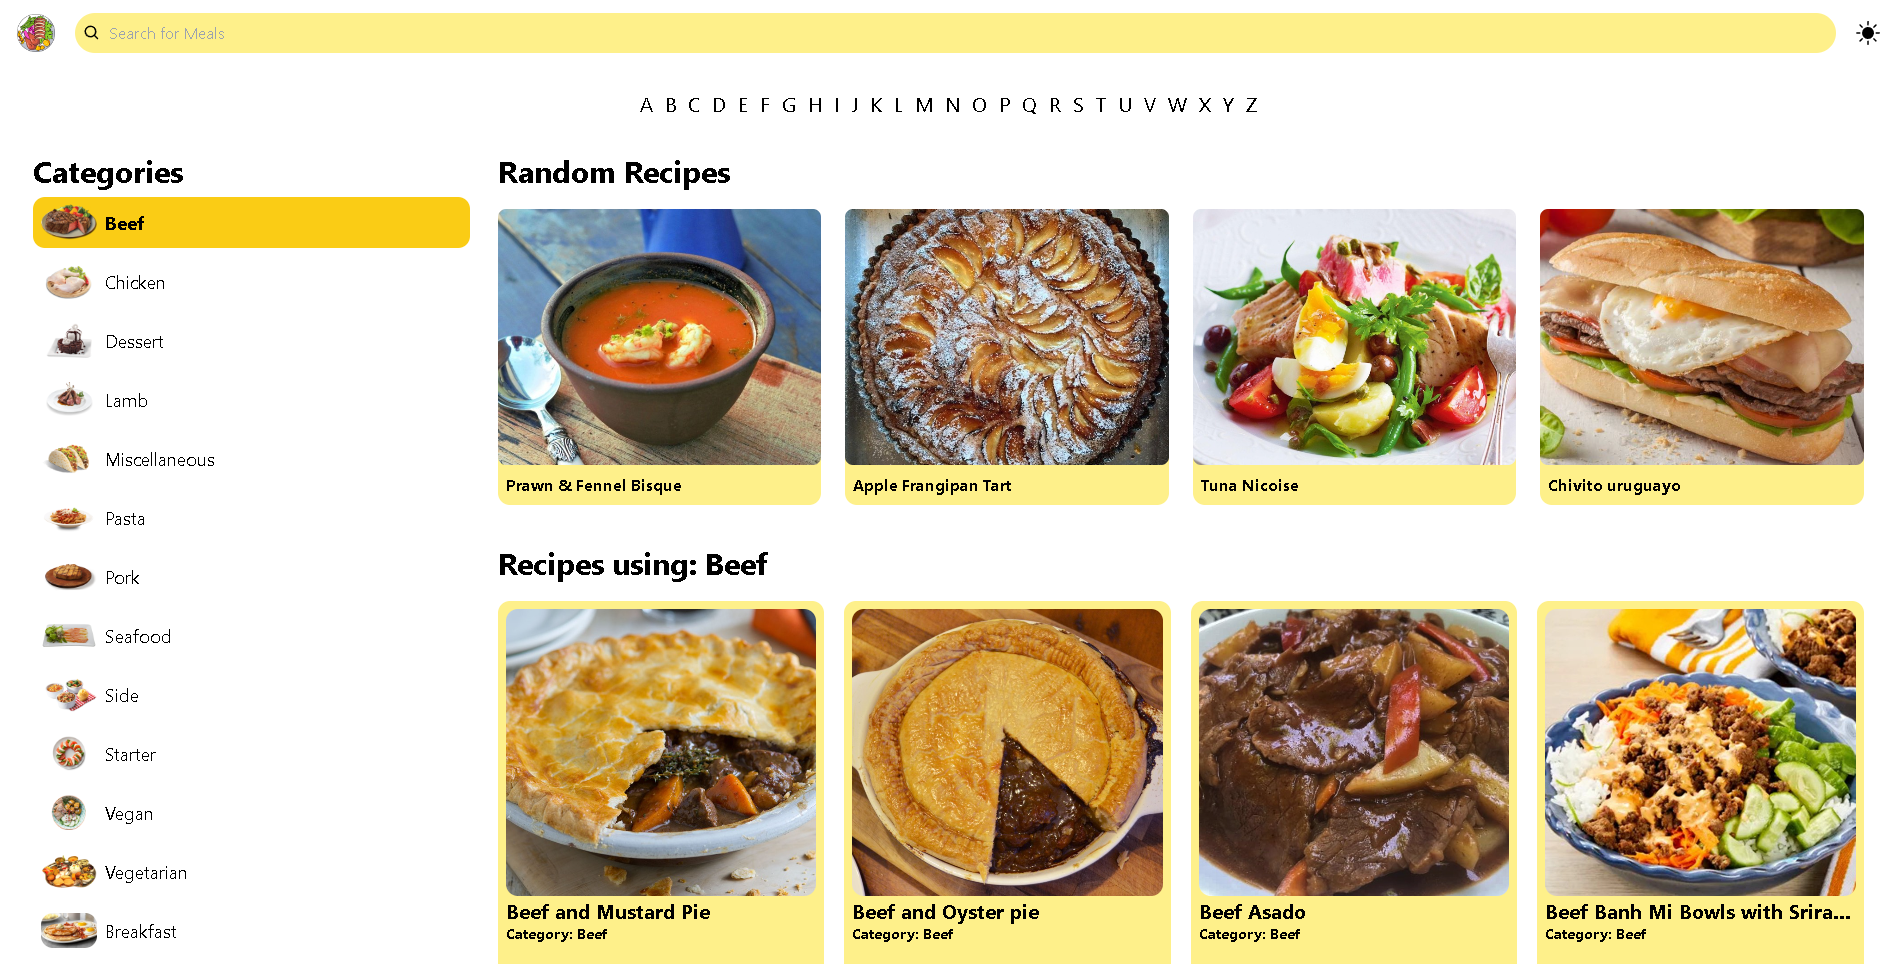 Search for Meals
A B C D E F G H I J K L M N O P Q R S T U V W X Y Z
Categories
Beef
Chicken
Dessert
Lamb
Miscellaneous
Pasta
Pork
Seafood
Side
Starter
Vegan
Vegetarian
Breakfast
Random Recipes
Prawn & Fennel Bisque
Apple Frangipan Tart
Tuna Nicoise
Chivito uruguayo
Recipes using: Beef
Beef and Mustard Pie
Category: Beef
Beef and Oyster pie
Category: Beef
Beef Asado
Category: Beef
Beef Banh Mi Bowls with Srira...
Category: Beef